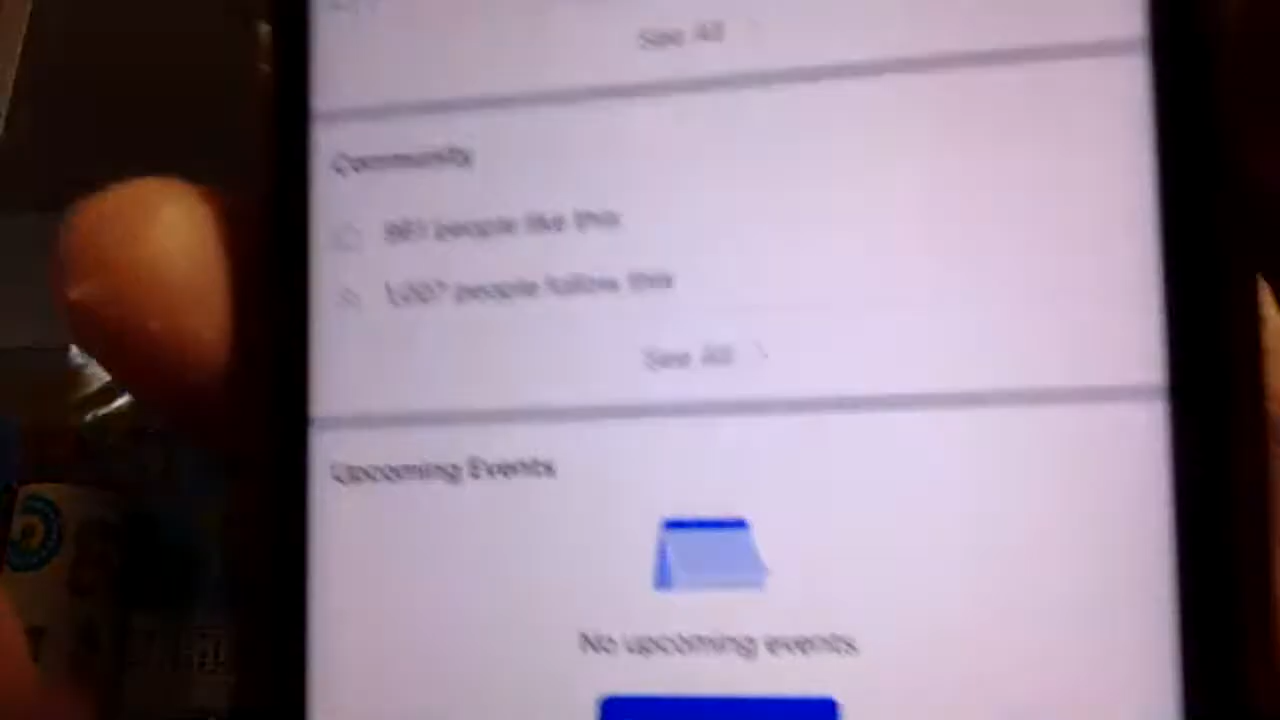 See All
Community
people like this
people follow this
See All
Upcoming Events
No upcoming events